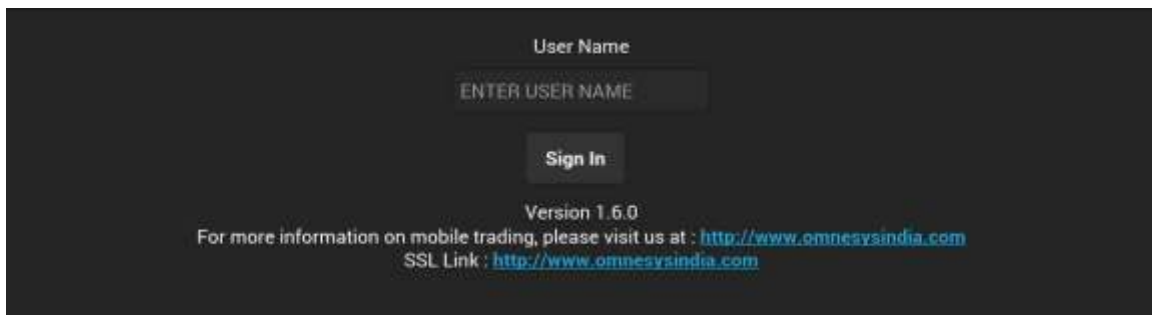 User Name
ENTER USER NAME
Sign In
Version 1.6.0
For more information on mobile trading, please visit us at : http://www.omnesysindia.com
SSL Link : http://www.omnesysindia.com